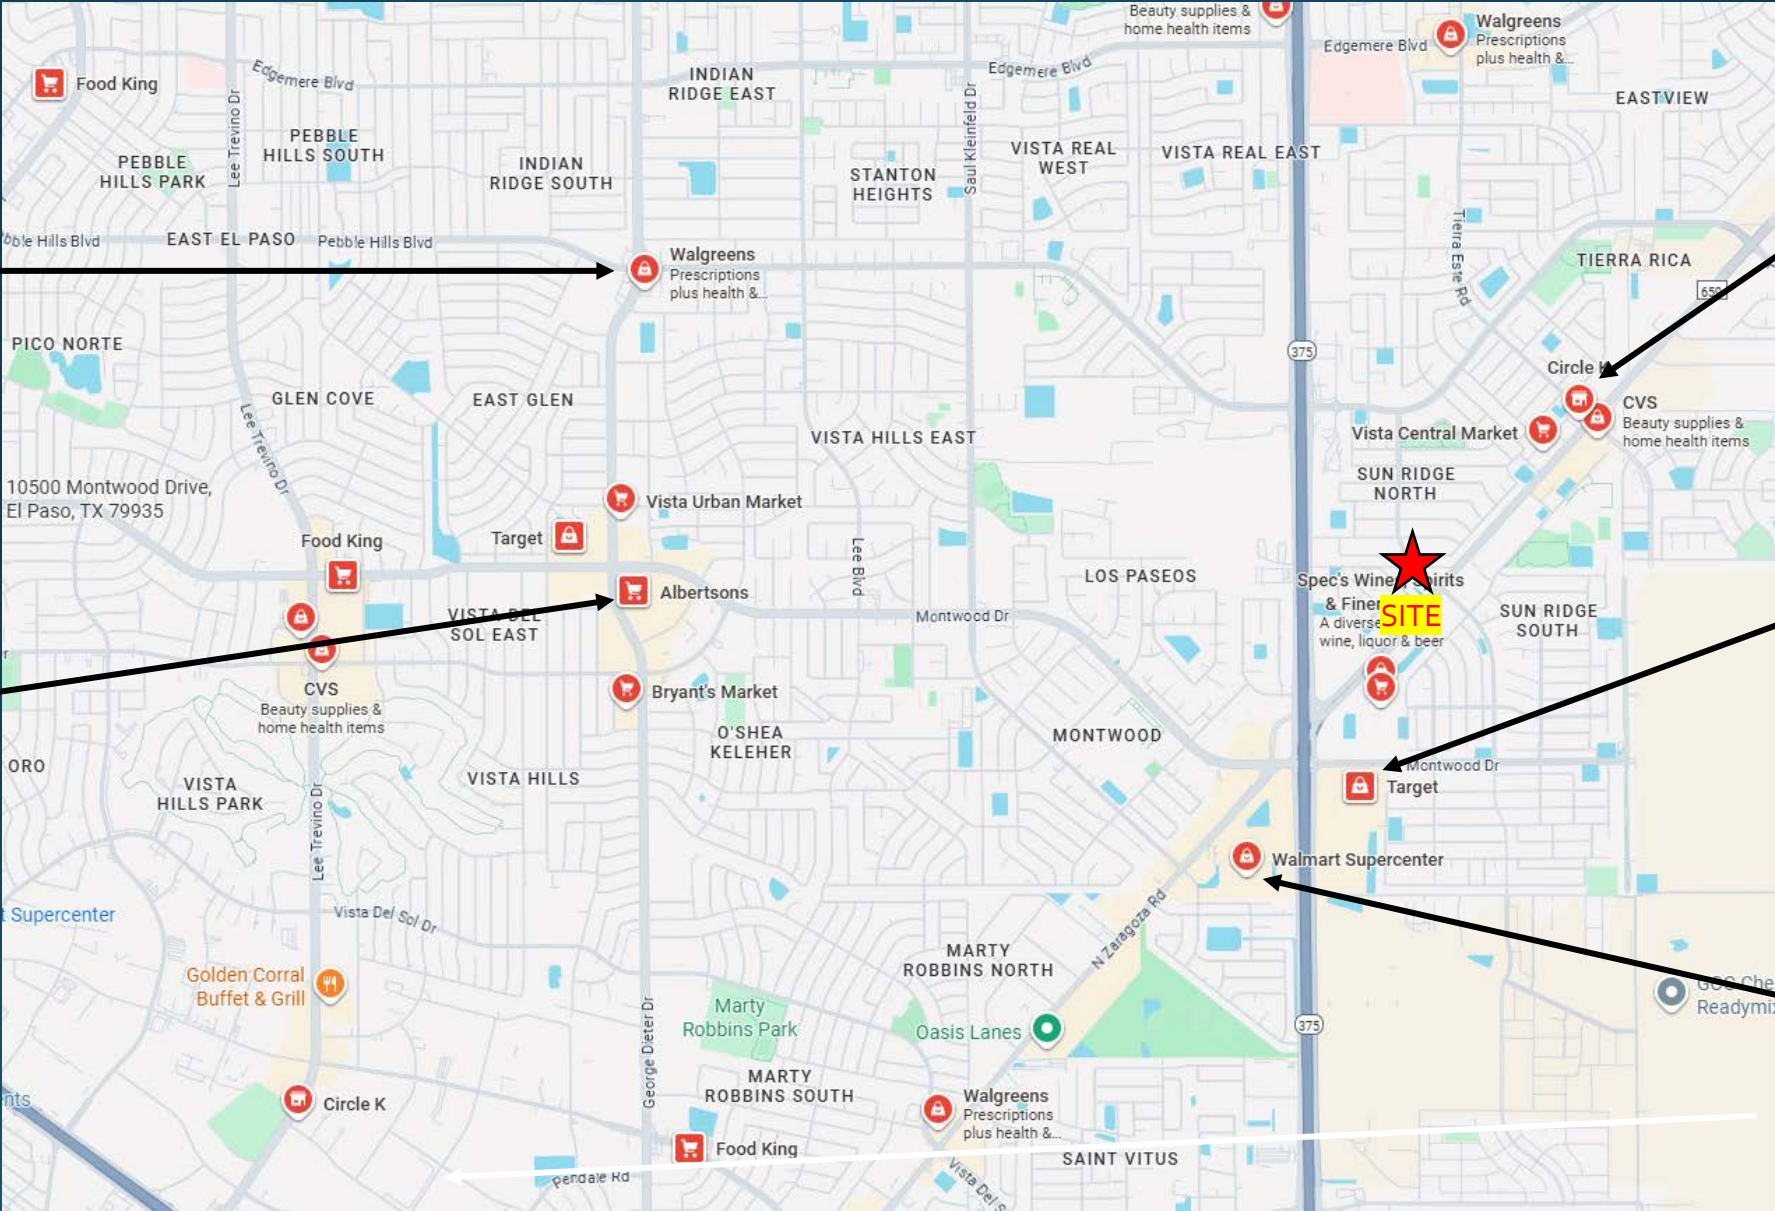 Beauty supplies &
home health items
Walgreens
Prescriptions
plus health &...
Edgemere Blvd
Food King
Edgemere Blvd
INDIAN
RIDGE EAST
Edgemere Blvd
EASTVIEW
Lee Trevino Dr
PEBBLE
HILLS SOUTH
PEBBLE
HILLS PARK
INDIAN
RIDGE SOUTH
STANTON
HEIGHTS
Saul Kleinfeld Dr
VISTA REAL
WEST
VISTA REAL EAST
Tierra Este Rd
TIERRA RICA
EAST EL PASO
Pebble Hills Blvd
Hills Blvd
Walgreens
Prescriptions
plus health &...
659
375
PICO NORTE
GLEN COVE
EAST GLEN
Circle K
CVS
Beauty supplies &
home health items
Vista Central Market
VISTA HILLS EAST
SUN RIDGE
NORTH
Lee Trevino Dr
10500 Montwood Drive,
El Paso, TX 79935
Food King
Vista Urban Market
Target
Lee Blvd
LOS PASEOS
Spec's Wine
& Finer
A diverse
wine, liquor & beer
SITE
SUN RIDGE
SOUTH
Albertsons
VISTA DEL
SOL EAST
Montwood Dr
CVS
Beauty supplies &
home health items
Bryant's Market
O'SHEA
KELEHER
MONTWOOD
Montwood Dr
Target
ORO
VISTA
HILLS PARK
VISTA HILLS
Lee Trevino Dr
Walmart Supercenter
Supercenter
Vista Del Sol Dr
N Zaragoza Rd
MARTY
ROBBINS NORTH
Golden Corral
Buffet & Grill
Readymix
Marty
Robbins Park
Oasis Lanes
375
George Dieter Dr
MARTY
ROBBINS SOUTH
Circle K
Walgreens
Prescriptions
plus health &...
Food King
SAINT VITUS
Pendale Rd
Vista Del S